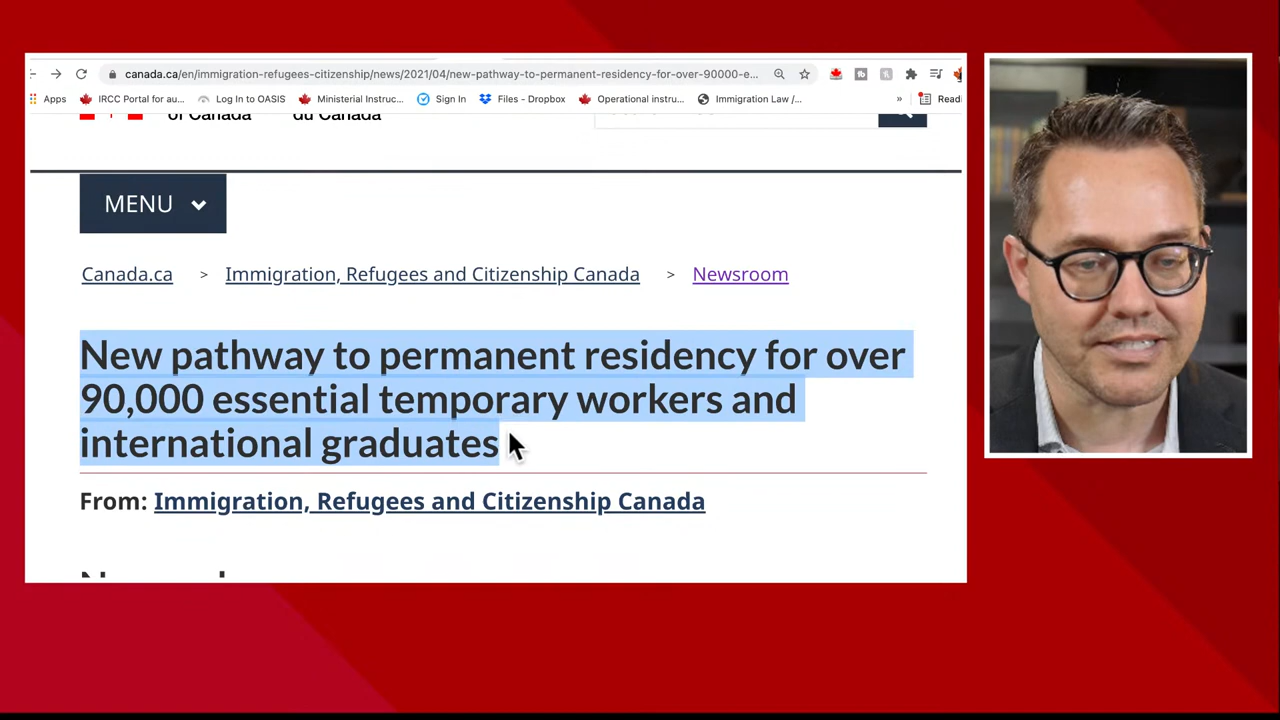 canada.ca/en/immigration-refugees-citizenship/news/2021/04/new-pathway-to-permanent-residency-for-over-90000-e...
Apps IRCC Portal for au... Log In to OASIS Ministerial Instruc... Sign In Files - Dropbox Operational instru... Immigration Law /... » Readi
of Canada du Canada
MENU
Canada.ca > Immigration, Refugees and Citizenship Canada > Newsroom
New pathway to permanent residency for over
90,000 essential temporary workers and
international graduates
From: Immigration, Refugees and Citizenship Canada